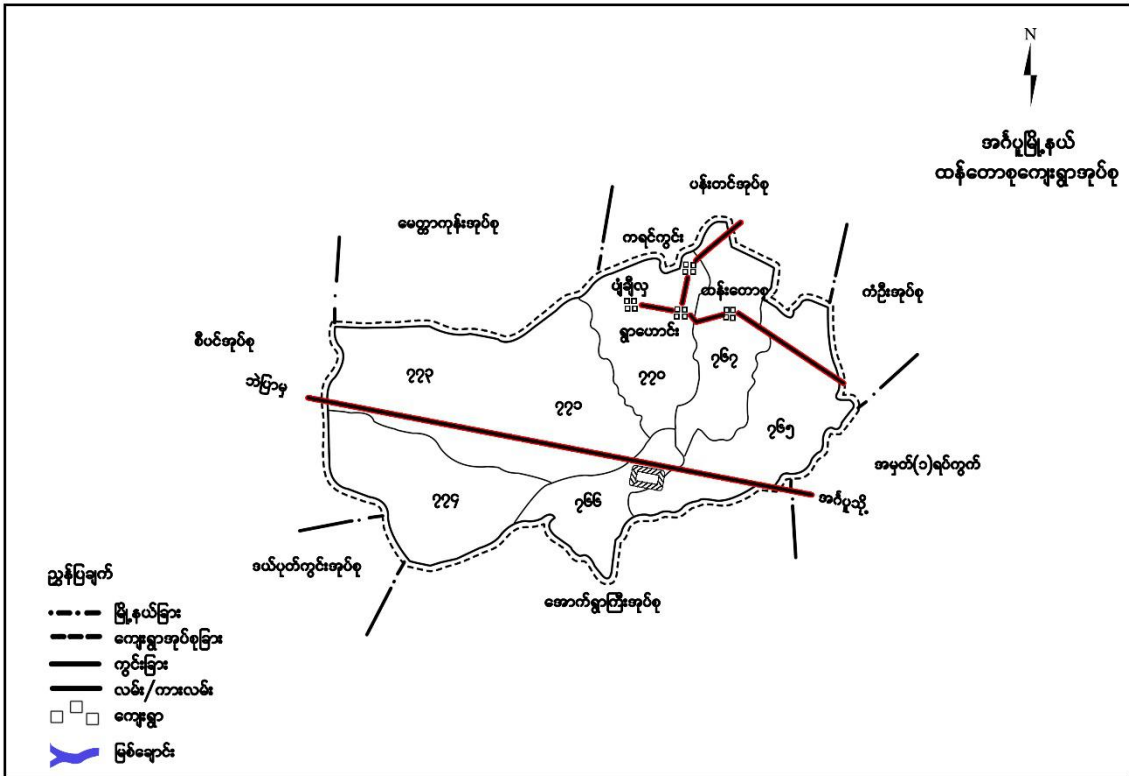 N
အင်္ဂပူမြို့နယ်
ထန်တောစုကျေးရွာအုပ်စု
ပန်းတင်အုပ်စု
မေတ္တာကုန်းအုပ်စု
ကရင်ကွင်း
ပျံချီလှ
ထန်းတောစု
ကံဦးအုပ်စု
ရွာဟောင်း
စီပင်အုပ်စု
၇၆၇
ဘဲပြာမှ
၇၇၃
၇၇၀
၇၇၁
၇၆၅
အမှတ်(၁)ရပ်ကွက်
၇၇၄
၇၆၆
အင်္ဂပူသို့
ဒယ်ပုတ်ကွင်းအုပ်စု
အောက်ရွာကြီးအုပ်စု
ညွှန်ပြချက်
မြို့နယ်ခြား
ကျေးရွာအုပ်စုခြား
ကွင်းခြား
လမ်း/ကားလမ်း
ကျေးရွာ
မြစ်ချောင်း